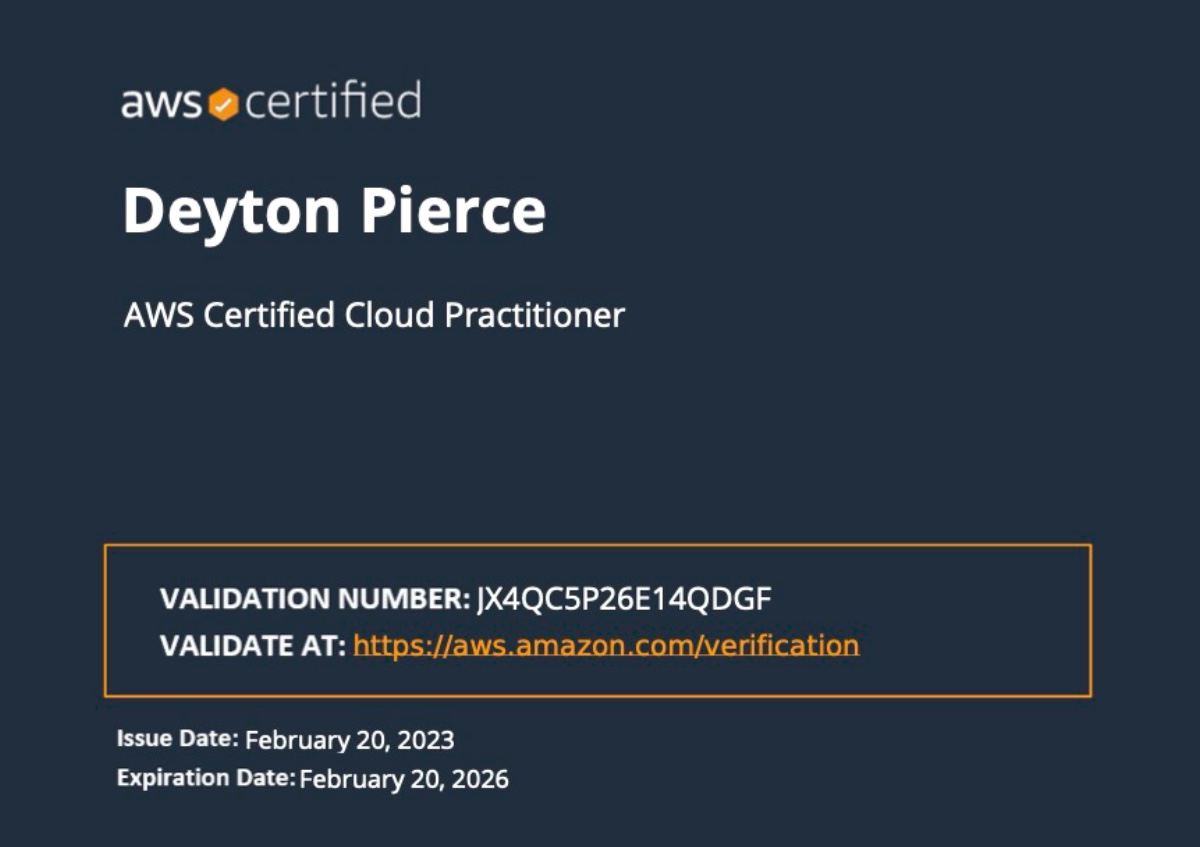 aws certified
Deyton Pierce
AWS Certified Cloud Practitioner
VALIDATION NUMBER: JX4QC5P26E14QDGF
VALIDATE AT: https://aws.amazon.com/verification
Issue Date: February 20, 2023
Expiration Date: February 20, 2026